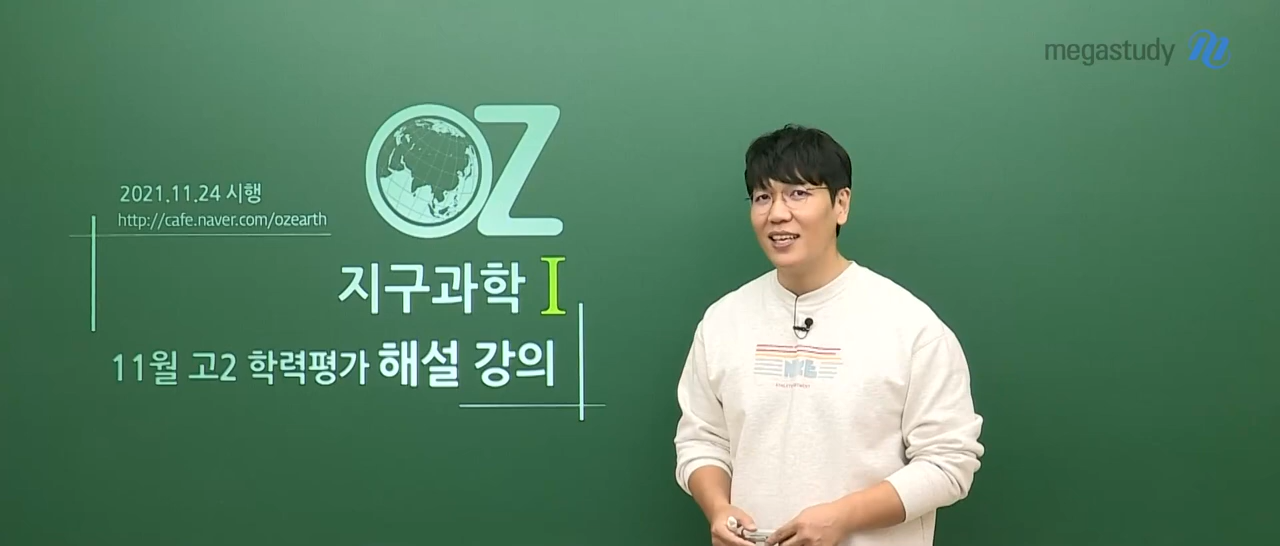 megastudy
OZ
2021.11.24 시행
http://cafe.naver.com/ozearth
지구과학 I
11월 고2 학력평가 해설 강의